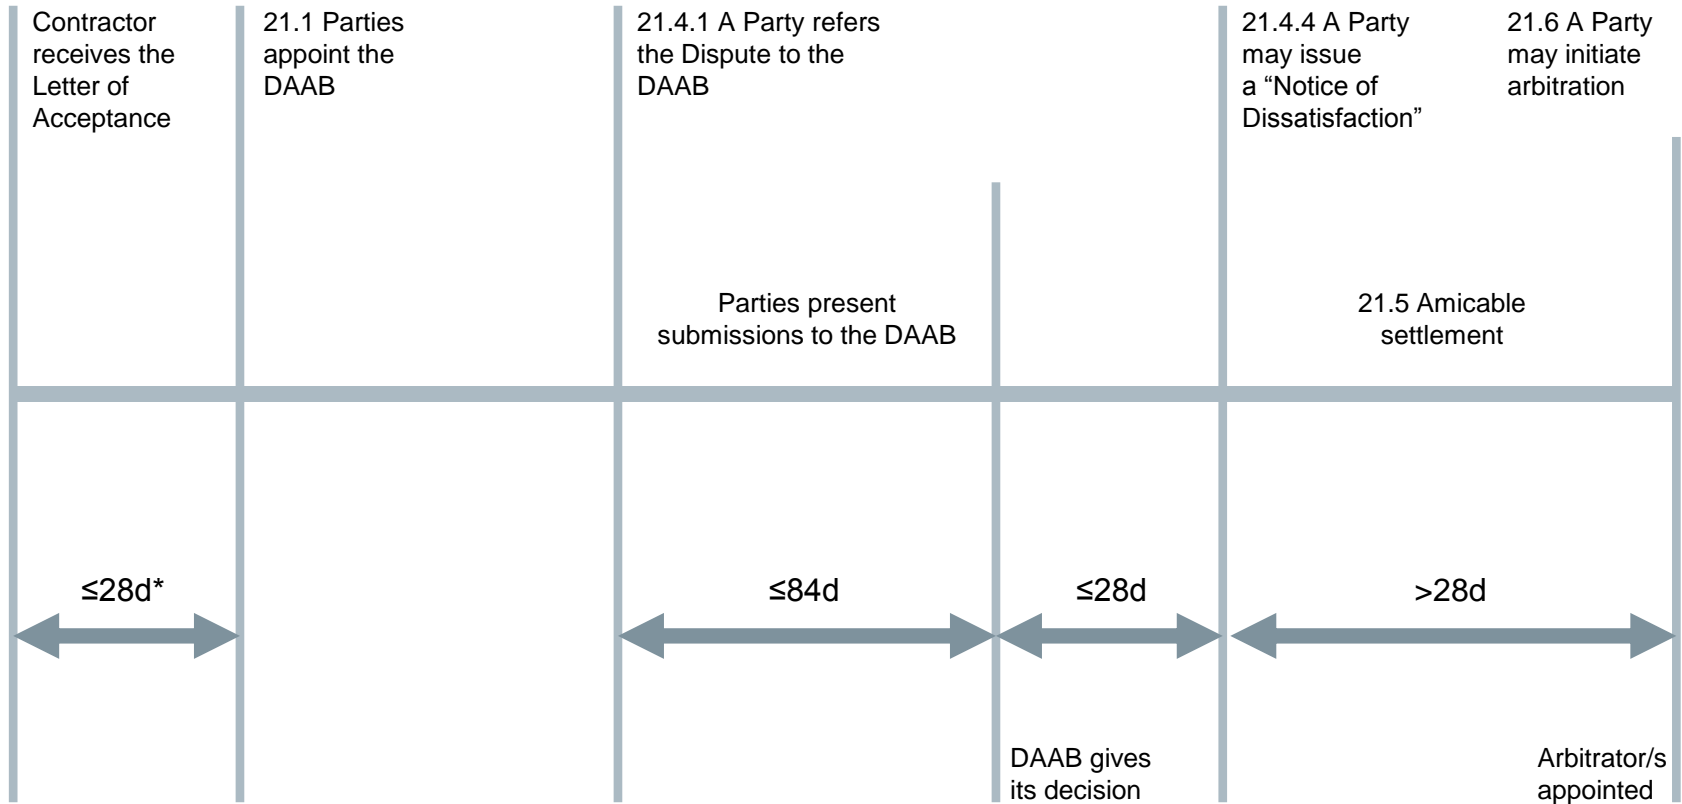 Contractor
receives the
Letter of
Acceptance
21.1 Parties
appoint the
DAAB
21.4.1 A Party refers
the Dispute to the
DAAB
21.4.4 A Party
may issue
a “Notice of
Dissatisfaction”
21.6 A Party
may initiate
arbitration
Parties present
submissions to the DAAB
21.5 Amicable
settlement
≤28d*
≤84d
≤28d
>28d
DAAB gives
its decision
Arbitrator/s
appointed